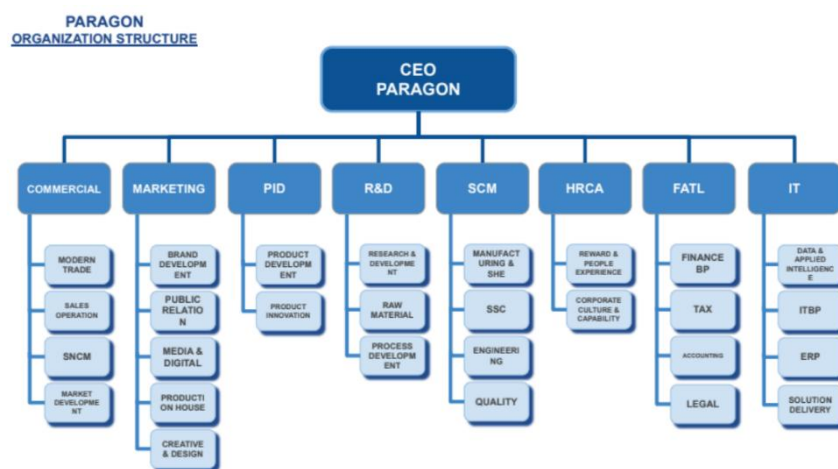 PARAGON
ORGANIZATION STRUCTURE
CEO
PARAGON
COMMERCIAL
MARKETING
PID
R&D
SCM
HRCA
FATL
IT
MODERN
TRADE
SALES
OPERATION
SNCM
MARKET
DEVELOPME
NT
BRAND
DEVELOPM
ENT
PUBLIC
RELATIO
N
MEDIA &
DIGITAL
PRODUCTI
ON HOUSE
CREATIVE
& DESIGN
PRODUCT
DEVELOPM
ENT
PRODUCT
INNOVATION
RESEARCH &
DEVELOPME
NT
RAW
MATERIAL
PROCESS
DEVELOPM
ENT
MANUFACT
URING &
SHE
SSC
ENGINEERI
NG
QUALITY
REWARD &
PEOPLE
EXPERIENCE
CORPORATE
CULTURE &
CAPABILITY
FINANCE
BP
TAX
ACCOUNTING
LEGAL
DATA &
APPLIED
INTELLIGENC
E
ITBP
ERP
SOLUTION
DELIVERY